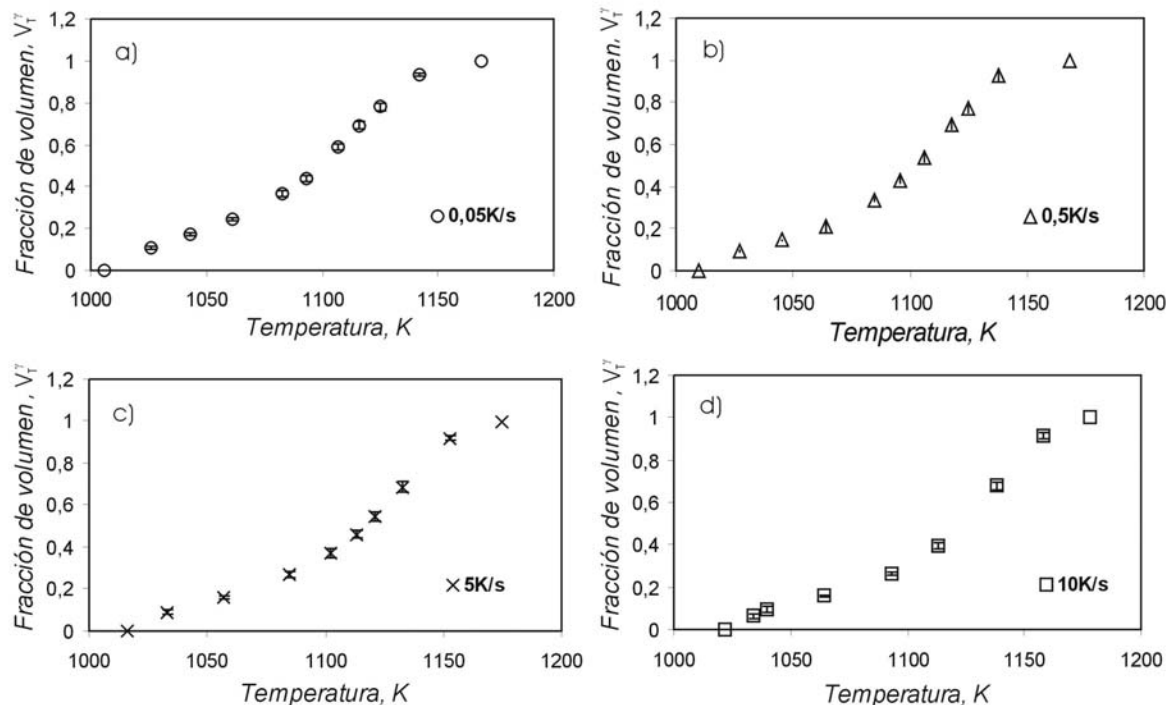 Fracción de volumen, V_T^γ
1,2
1
0,8
0,6
0,4
0,2
0
a)
0,05K/s
1000 1050 1100 1150 1200
Temperatura, K
Fracción de volumen, V_T^γ
1,2
1
0,8
0,6
0,4
0,2
0
b)
0,5K/s
1000 1050 1100 1150 1200
Temperatura, K
Fracción de volumen, V_T^γ
1,2
1
0,8
0,6
0,4
0,2
0
c)
5K/s
1000 1050 1100 1150 1200
Temperatura, K
Fracción de volumen, V_T^γ
1,2
1
0,8
0,6
0,4
0,2
0
d)
10K/s
1000 1050 1100 1150 1200
Temperatura, K